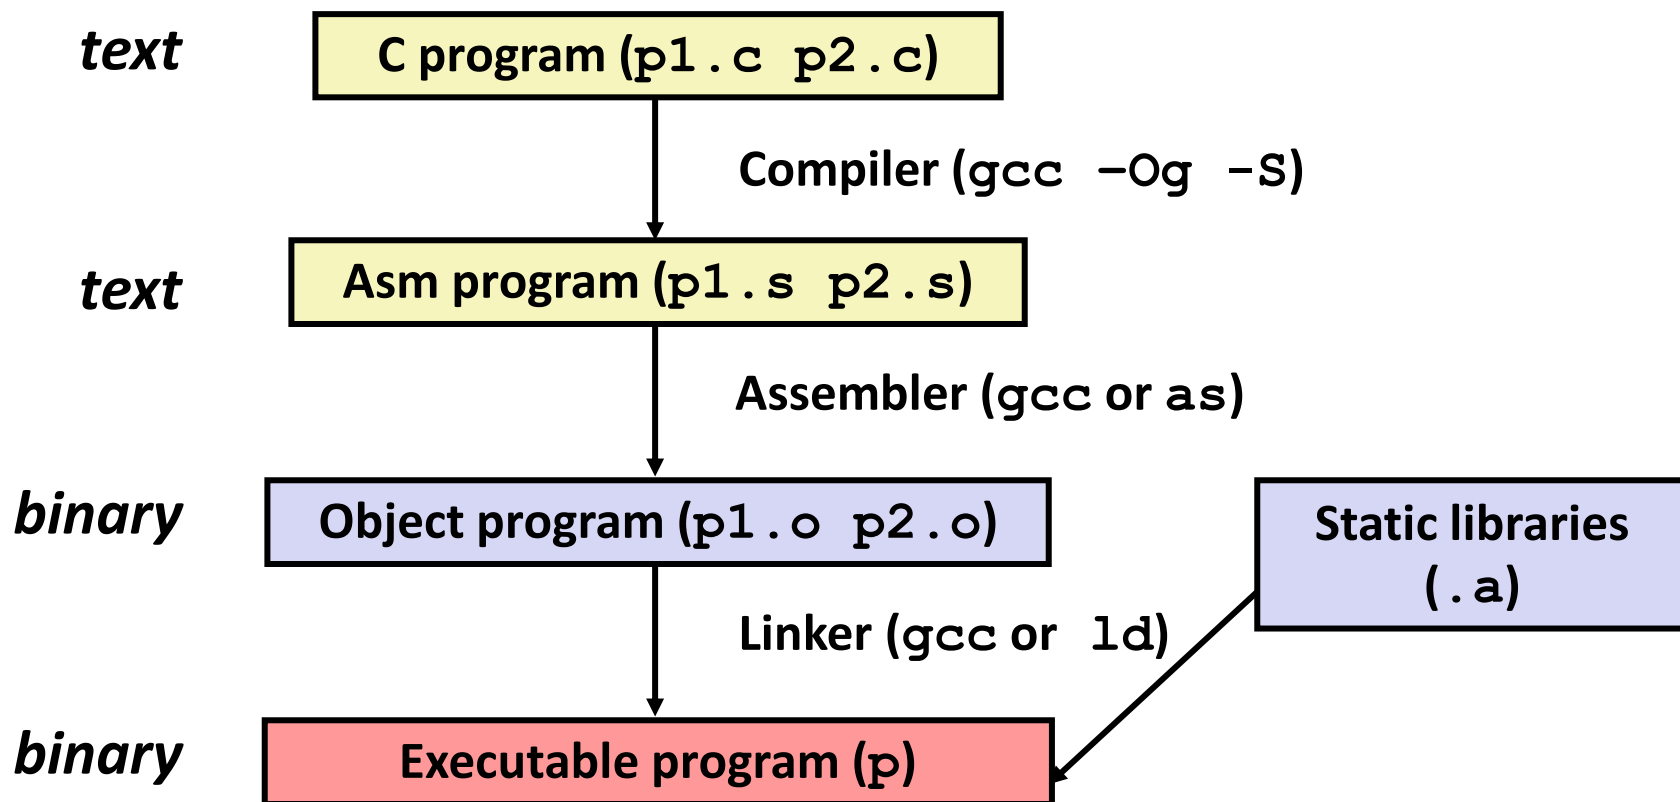 text
C program (p1.c p2.c)
Compiler (gcc –Og -S)
text
Asm program (p1.s p2.s)
Assembler (gcc or as)
binary
Object program (p1.o p2.o)
Static libraries
(.a)
Linker (gcc or ld)
binary
Executable program (p)